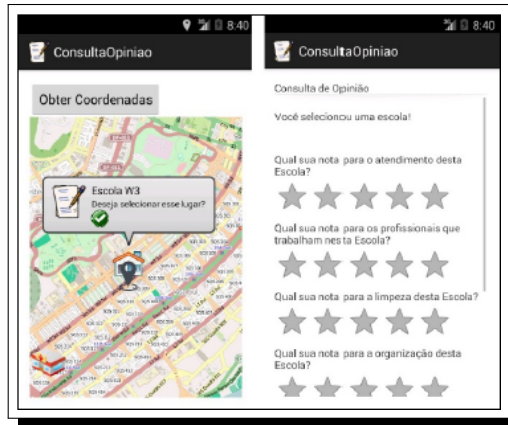 8:40
ConsultaOpiniao
Obter Coordenadas
Escola W3
Deseja selecionar esse lugar?
8:40
ConsultaOpiniao
Consulta de Opinião
Você selecionou uma escola!
Qual sua nota para o atendimento desta
Escola?
Qual sua nota para os profissionais que
trabalham nesta Escola?
Qual sua nota para a limpeza desta Escola?
Qual sua nota para a organização desta
Escola?